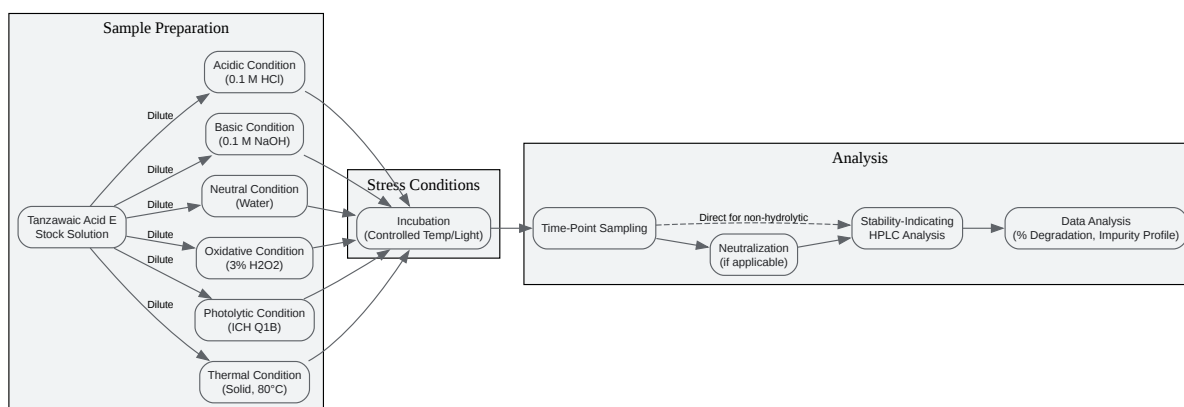 Sample Preparation
Acidic Condition
(0.1 M HCl)
Dilute
Basic Condition
(0.1 M NaOH)
Dilute
Neutral Condition
(Water)
Dilute
Tanzawaic Acid E
Stock Solution
Dilute
Oxidative Condition
(3% H2O2)
Dilute
Photolytic Condition
(ICH Q1B)
Dilute
Thermal Condition
(Solid, 80°C)
Stress Conditions
Incubation
(Controlled Temp/Light)
Analysis
Time-Point Sampling
Direct for non-hydrolytic
Neutralization
(if applicable)
Stability-Indicating
HPLC Analysis
Data Analysis
(% Degradation, Impurity Profile)